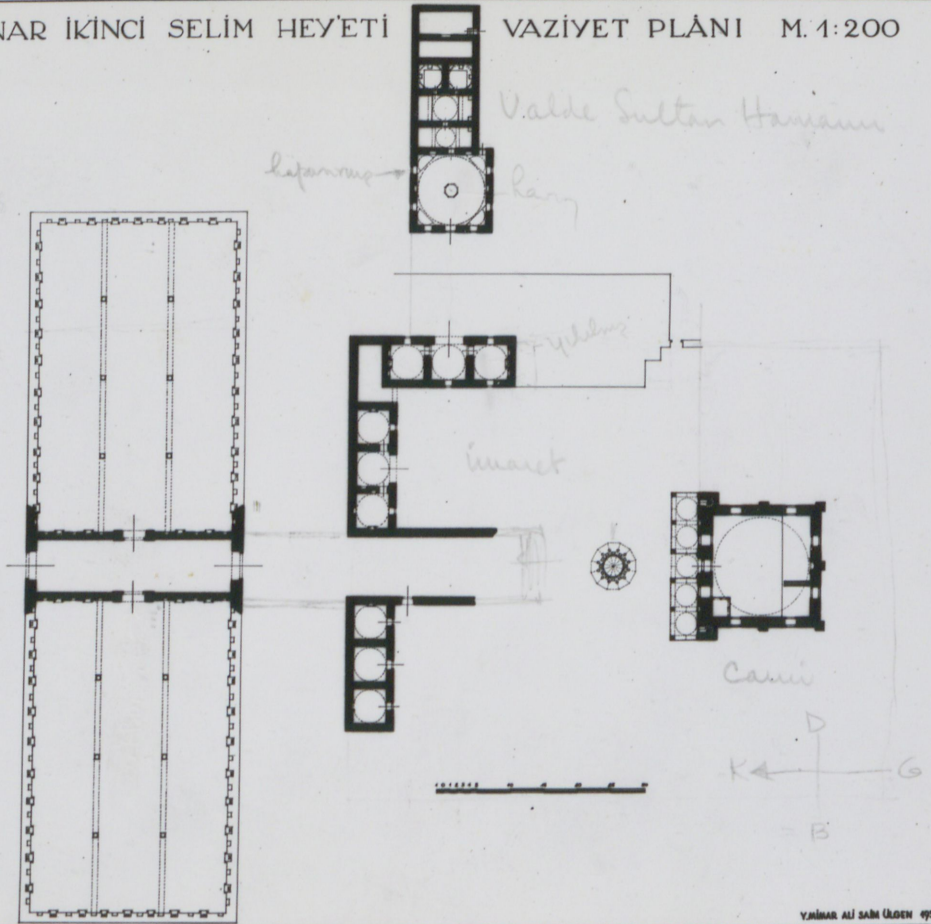 NAR İKİNCİ SELİM HEY'ETİ VAZİYET PLÂNI M. 1:200
Valde Sultan Hamamı
imaret
Cami
D
K G
B
Y.MİMAR ALİ SAİM ÜLGEN